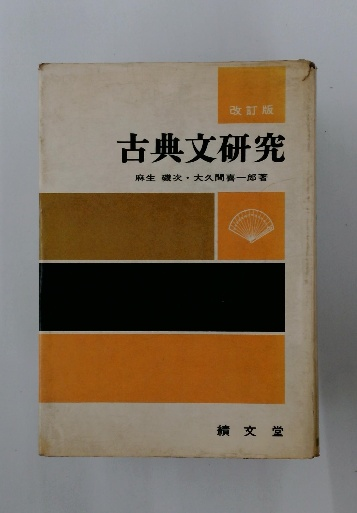 改訂版
古典文研究
麻生 磯次・大久間喜一郎著
績文堂